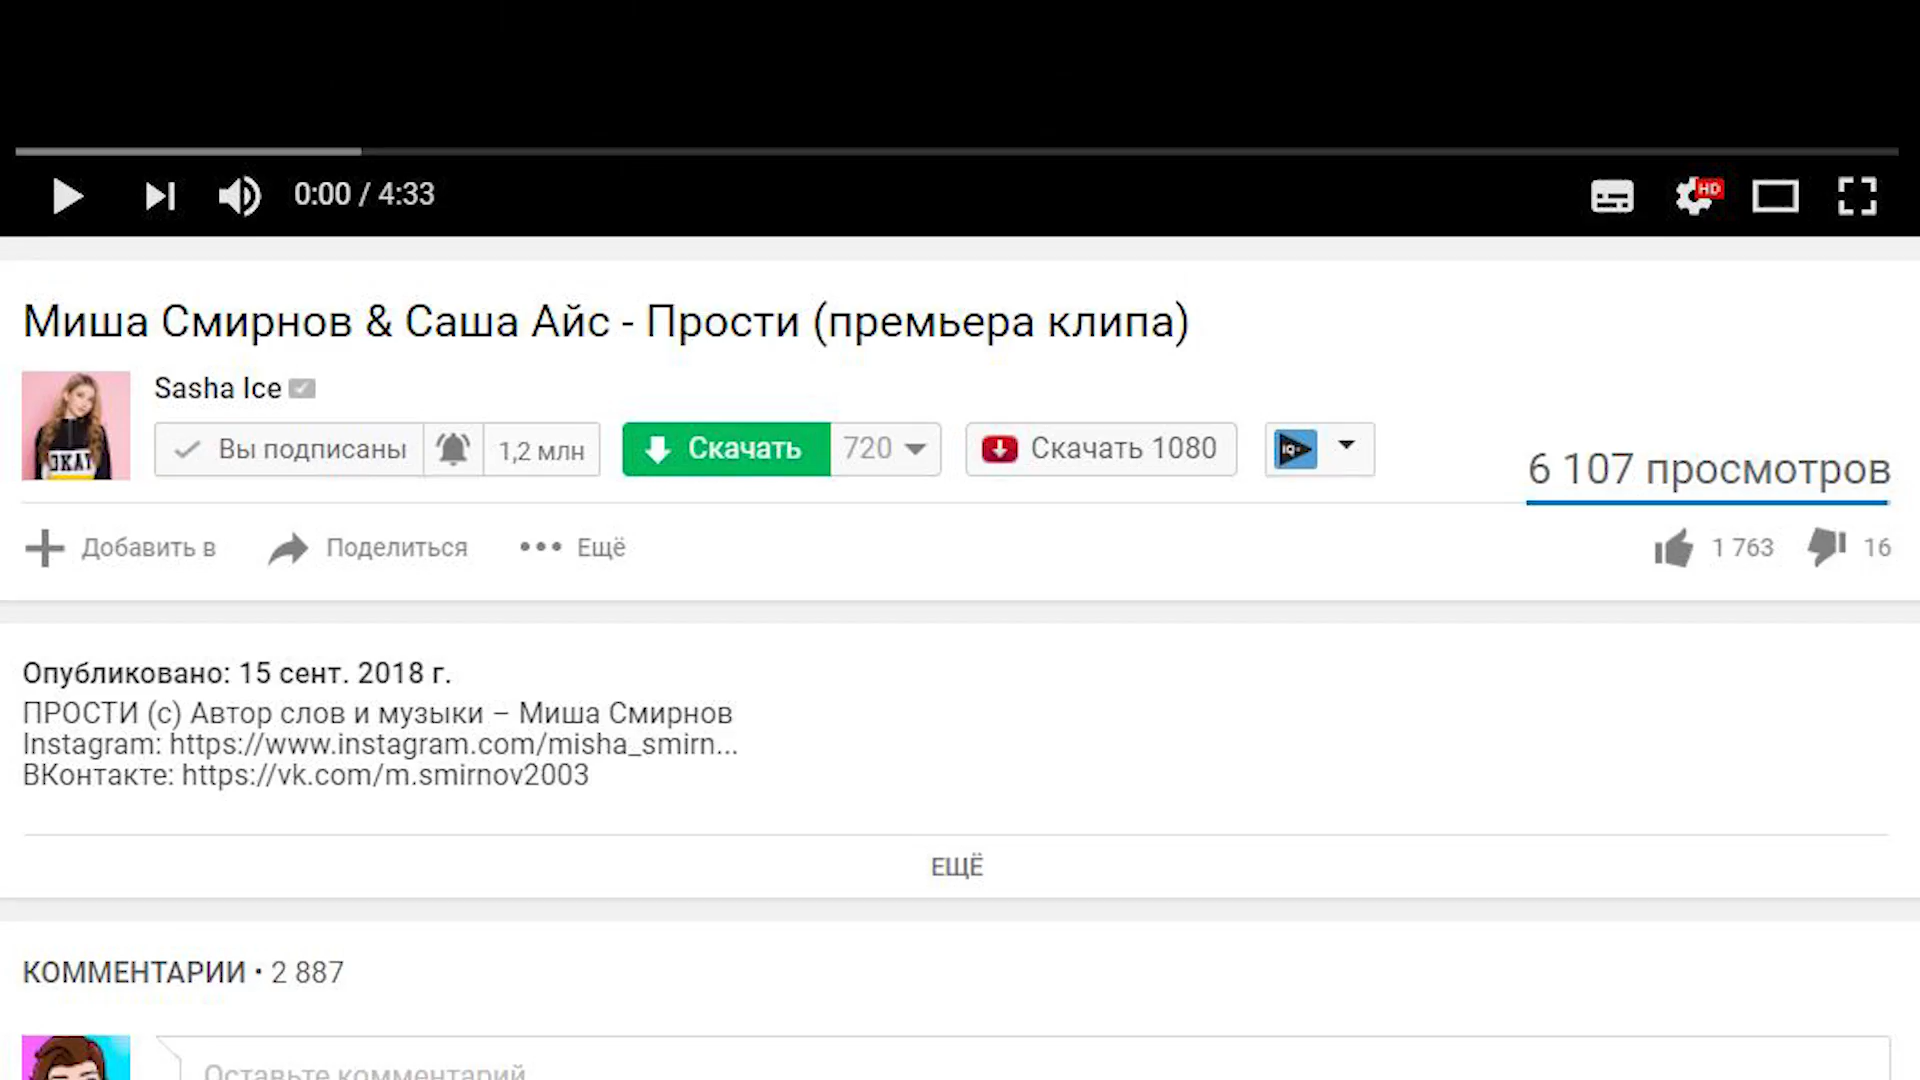 0:00 / 4:33
HD
Миша Смирнов & Саша Айс - Прости (премьера клипа)
Sasha Ice
Вы подписаны 1,2 млн Скачать 720 Скачать 1080 IQ
6 107 просмотров
Добавить в Поделиться ••• Ещё 1 763 16
Опубликовано: 15 сент. 2018 г.
ПРОСТИ (c) Автор слов и музыки – Миша Смирнов
Instagram: https://www.instagram.com/misha_smirn...
ВКонтакте: https://vk.com/m.smirnov2003
ЕЩЁ
КОММЕНТАРИИ • 2 887
Оставьте комментарий